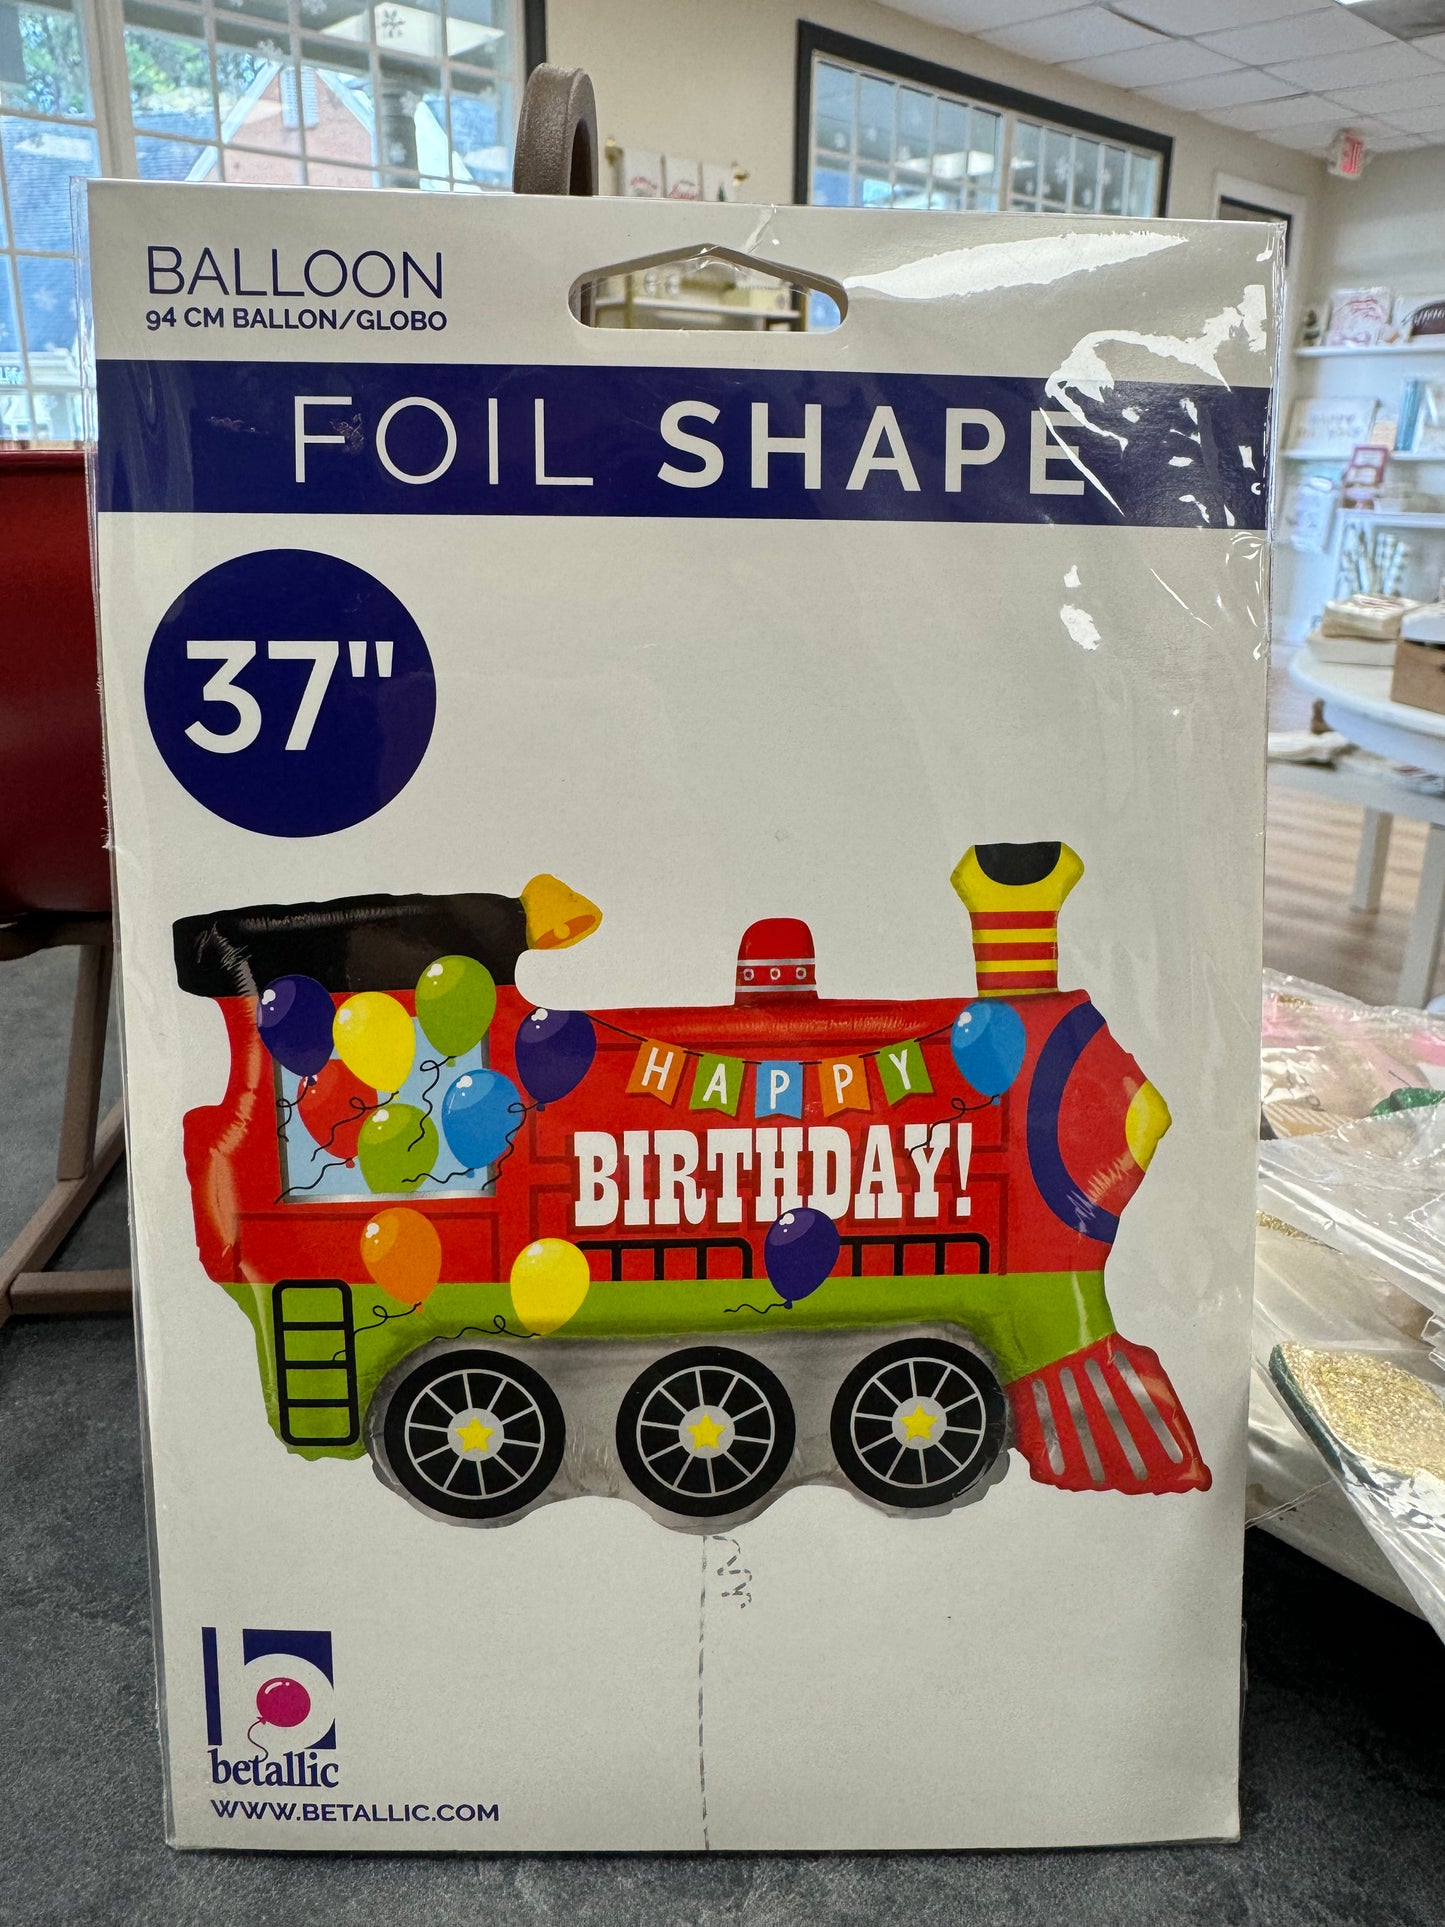 BALLOON
94 CM BALLON/GLOBO
FOIL SHAPE
37"
HAPPY
BIRTHDAY!
b
betallic
WWW.BETALLIC.COM